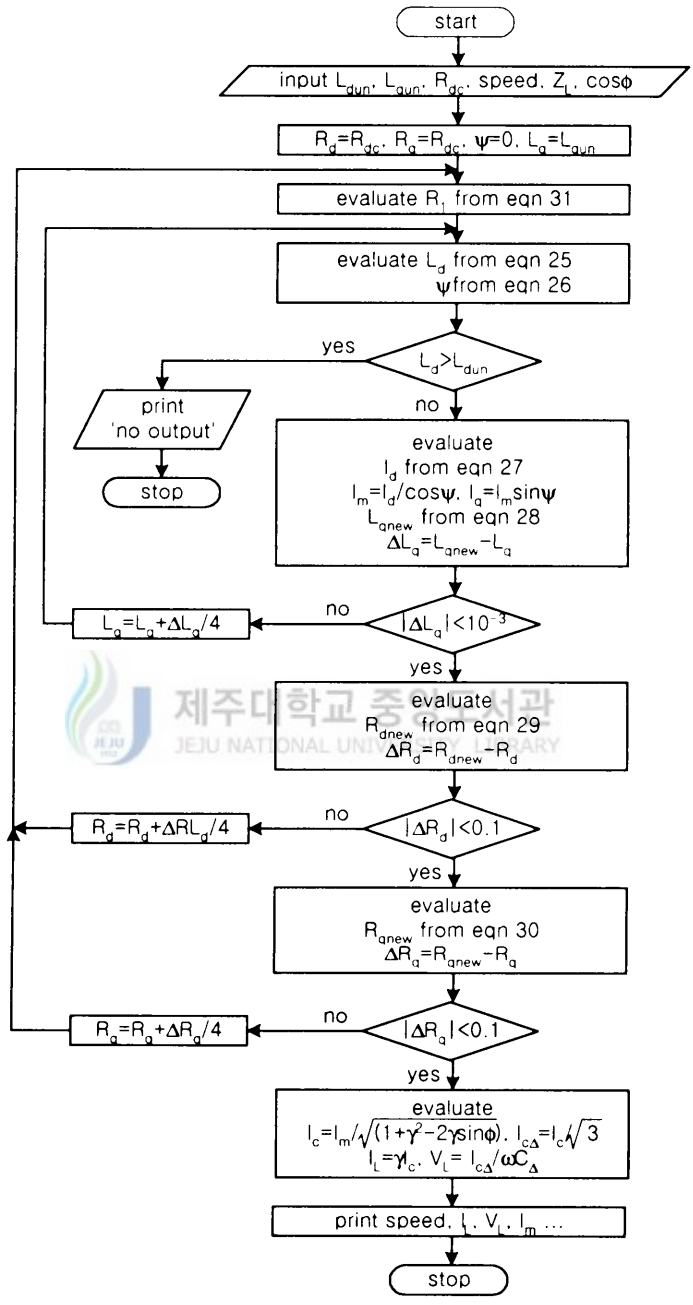 start
input L_dun, L_qun, R_dc, speed, Z_L, cosϕ
R_d=R_dc, R_q=R_dc, ψ=0, L_q=L_qun
evaluate R_1 from eqn 31
evaluate L_d from eqn 25
ψ from eqn 26
yes
L_d>L_dun
no
print
'no output'
stop
evaluate
I_d from eqn 27
I_m=I_d/cosψ, I_q=I_m sinψ
L_qnew from eqn 28
ΔL_q=L_qnew−L_q
L_q=L_q+ΔL_q/4
no
|ΔL_q|<10⁻³
yes
제주대학교 중앙도서관
JEJU NATIONAL UNIVERSITY LIBRARY
JEJU
1952
evaluate
R_dnew from eqn 29
ΔR_d=R_dnew−R_d
R_d=R_d+ΔRL_d/4
no
|ΔR_d|<0.1
yes
evaluate
R_qnew from eqn 30
ΔR_q=R_qnew−R_q
R_q=R_q+ΔR_q/4
no
|ΔR_q|<0.1
yes
evaluate
I_c=I_m/√(1+γ²−2γsinϕ), I_cΔ=I_c/√3
I_L=γI_c, V_L= I_cΔ/ωC_Δ
print speed, I_L, V_L, I_m ...
stop